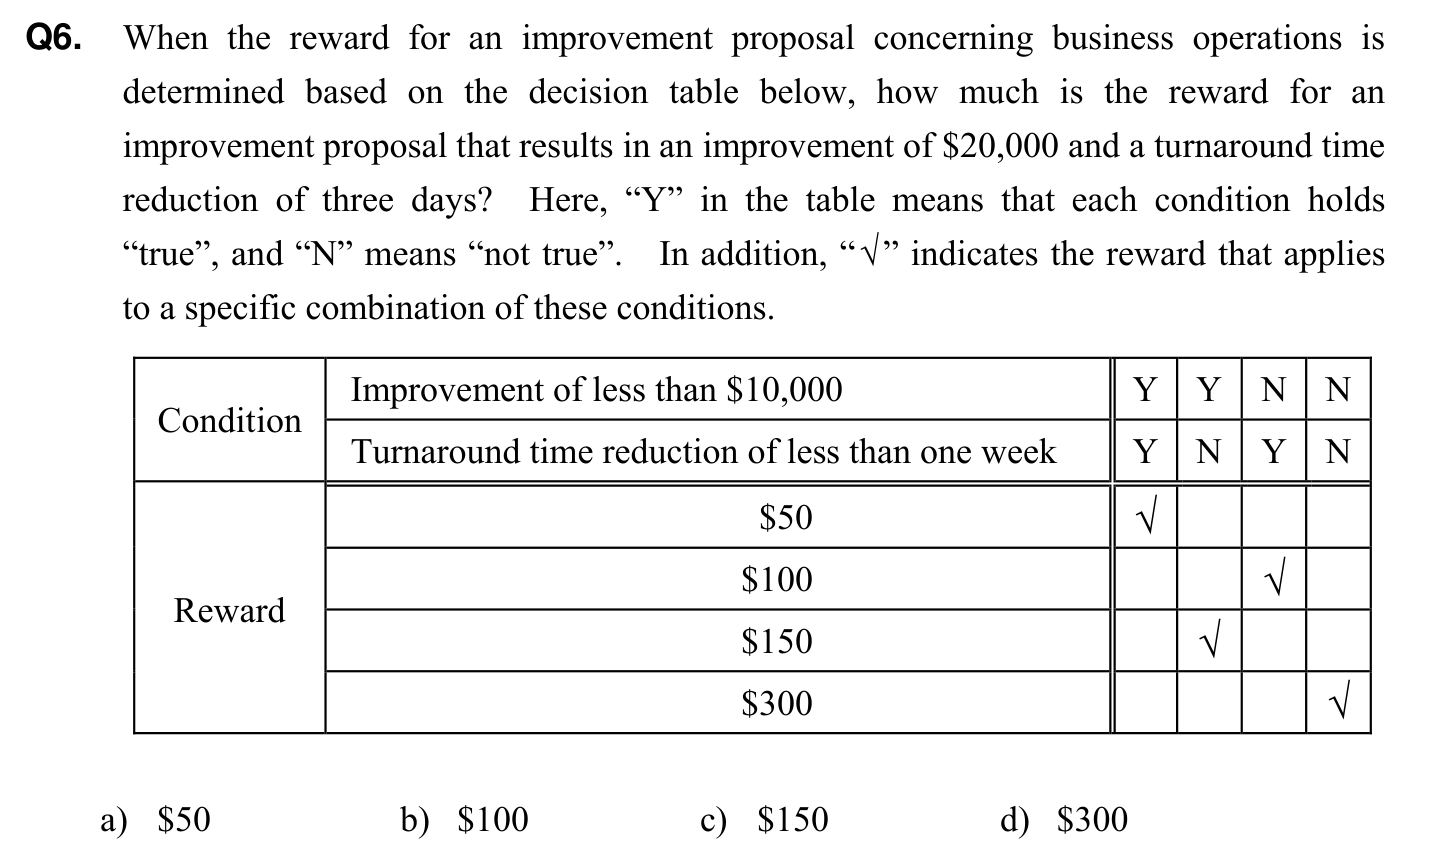 Q6. When the reward for an improvement proposal concerning business operations is
determined based on the decision table below, how much is the reward for an
improvement proposal that results in an improvement of $20,000 and a turnaround time
reduction of three days? Here, “Y” in the table means that each condition holds
“true”, and “N” means “not true”. In addition, “√” indicates the reward that applies
to a specific combination of these conditions.
Condition
Improvement of less than $10,000 Y Y N N
Turnaround time reduction of less than one week Y N Y N
Reward
$50 √
$100 √
$150 √
$300 √
a) $50 b) $100 c) $150 d) $300